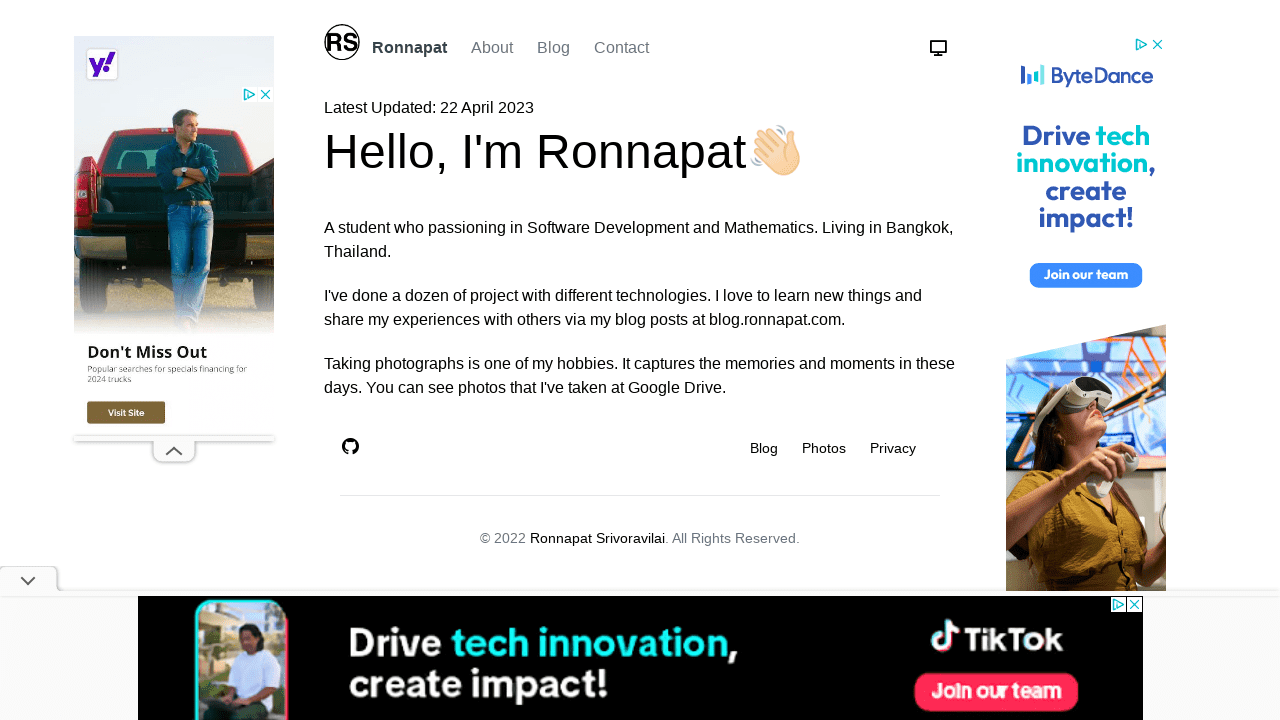 RS
Ronnapat About Blog Contact
Latest Updated: 22 April 2023
Hello, I'm Ronnapat👋🏻
A student who passioning in Software Development and Mathematics. Living in Bangkok,
Thailand.
I've done a dozen of project with different technologies. I love to learn new things and
share my experiences with others via my blog posts at blog.ronnapat.com.
Taking photographs is one of my hobbies. It captures the memories and moments in these
days. You can see photos that I've taken at Google Drive.
Blog Photos Privacy
© 2022 Ronnapat Srivoravilai. All Rights Reserved.
y!
Don't Miss Out
Popular searches for specials financing for
2024 trucks
Visit Site
ByteDance
Drive tech
innovation,
create
impact!
Join our team
Drive tech innovation,
create impact!
TikTok
Join our team